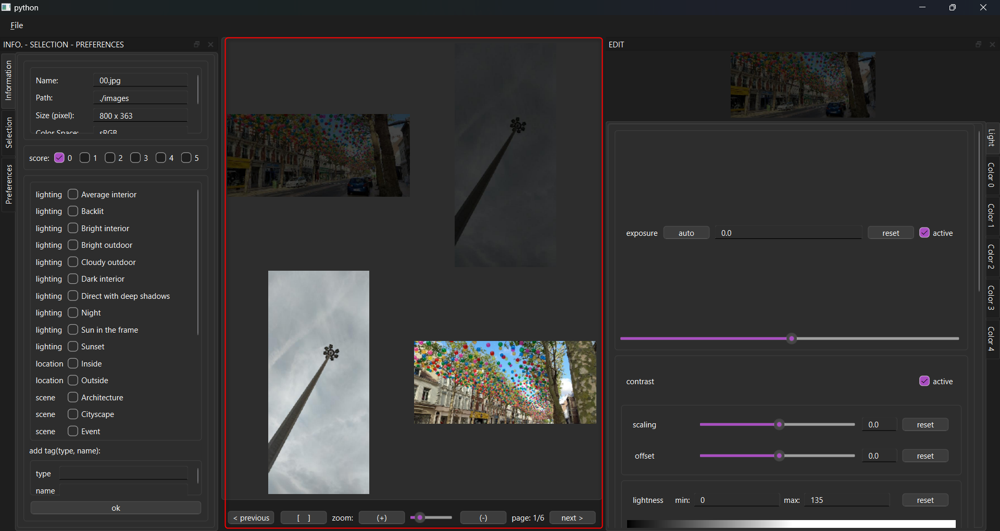 python
File
INFO. - SELECTION - PREFERENCES
Information
Selection
Preferences
Name: 00.jpg
Path: ./images
Size (pixel): 800 x 363
Color Space: sRGB
score: 0 1 2 3 4 5
lighting Average interior
lighting Backlit
lighting Bright interior
lighting Bright outdoor
lighting Cloudy outdoor
lighting Dark interior
lighting Direct with deep shadows
lighting Night
lighting Sun in the frame
lighting Sunset
location Inside
location Outside
scene Architecture
scene Cityscape
scene Event
add tag(type, name):
type
name
ok
< previous [ ] zoom: (+) (-) page: 1/6 next >
EDIT
Light
Color 0
Color 1
Color 2
Color 3
Color 4
exposure auto 0.0 reset active
contrast active
scaling 0.0 reset
offset 0.0 reset
lightness min: 0 max: 135 reset